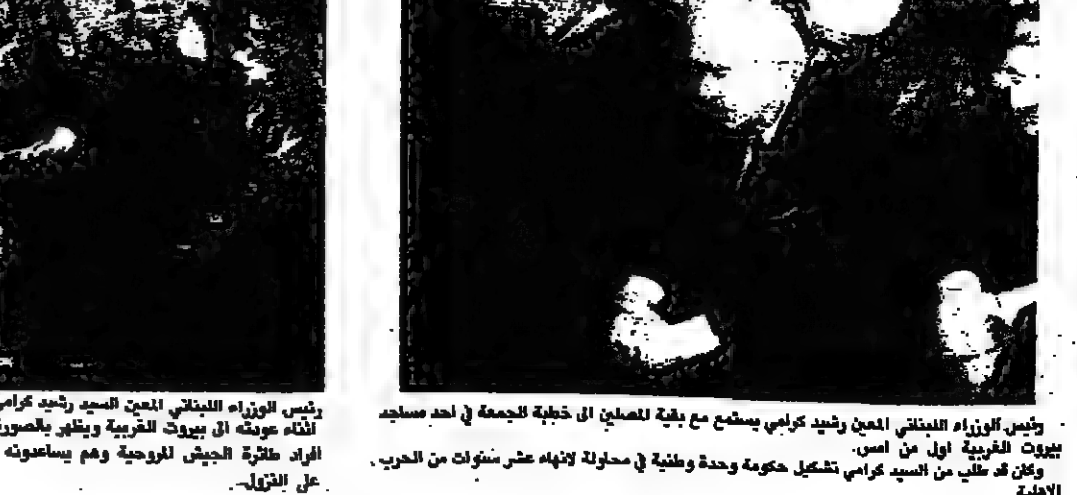 رئيس الوزراء اللبناني المعين رشيد كرامي يستمع مع بقية المصلين الى خطبة الجمعة في احد مساجد
بيروت الغربية اول من امس.
وكان قد طلب من السيد كرامي تشكيل حكومة وحدة وطنية في محاولة لانهاء عشر سنوات من الحرب
الاهلية
رئيس الوزراء اللبناني المعين السيد رشيد كرامي
اثناء عودته الى بيروت الغربية ويظهر بالصورة
افراد طائرة الجيش المروحية وهم يساعدونه
على النزول.